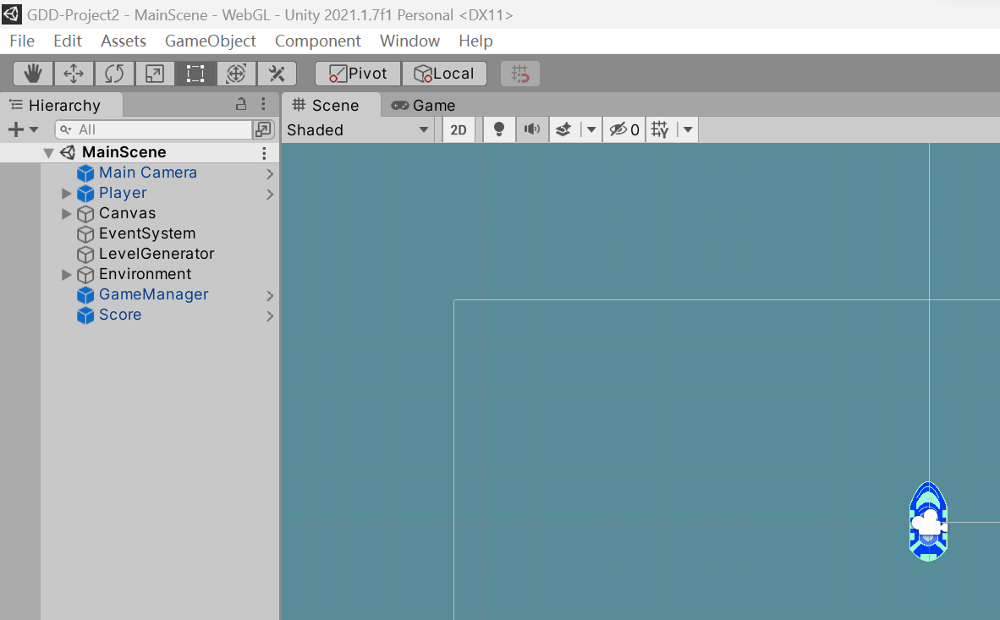 GDD-Project2 - MainScene - WebGL - Unity 2021.1.7f1 Personal <DX11>
File Edit Assets GameObject Component Window Help
Pivot Local
Hierarchy Scene Game
All Shaded 2D 0
MainScene
Main Camera
Player
Canvas
EventSystem
LevelGenerator
Environment
GameManager
Score